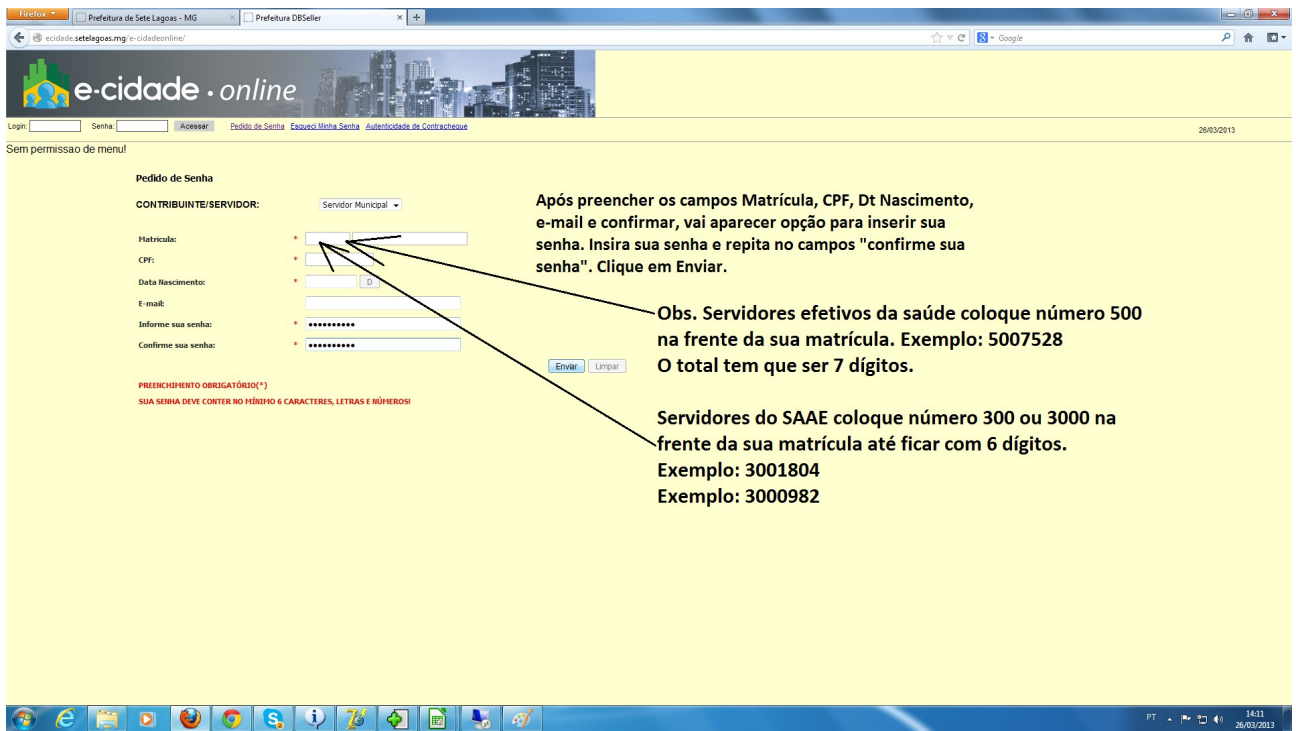 Firefox
Prefeitura de Sete Lagoas - MG
Prefeitura DBSeller
ecidade.setelagoas.mg/e-cidadeonline/
Google
e-cidade • online
Login:
Senha:
Acessar
Pedido de Senha
Esqueci Minha Senha
Autenticidade de Contracheque
26/03/2013
Sem permissao de menu!
Pedido de Senha
CONTRIBUINTE/SERVIDOR:
Servidor Municipal
Matrícula: *
CPF: *
Data Nascimento: *
D
E-mail:
Informe sua senha: * ••••••••••
Confirme sua senha: * ••••••••••
Enviar
Limpar
PREENCHIMENTO OBRIGATÓRIO(*)
SUA SENHA DEVE CONTER NO MÍNIMO 6 CARACTERES, LETRAS E NÚMEROS!
Após preencher os campos Matrícula, CPF, Dt Nascimento,
e-mail e confirmar, vai aparecer opção para inserir sua
senha. Insira sua senha e repita no campos "confirme sua
senha". Clique em Enviar.
Obs. Servidores efetivos da saúde coloque número 500
na frente da sua matrícula. Exemplo: 5007528
O total tem que ser 7 dígitos.
Servidores do SAAE coloque número 300 ou 3000 na
frente da sua matrícula até ficar com 6 dígitos.
Exemplo: 3001804
Exemplo: 3000982
PT
14:11
26/03/2013